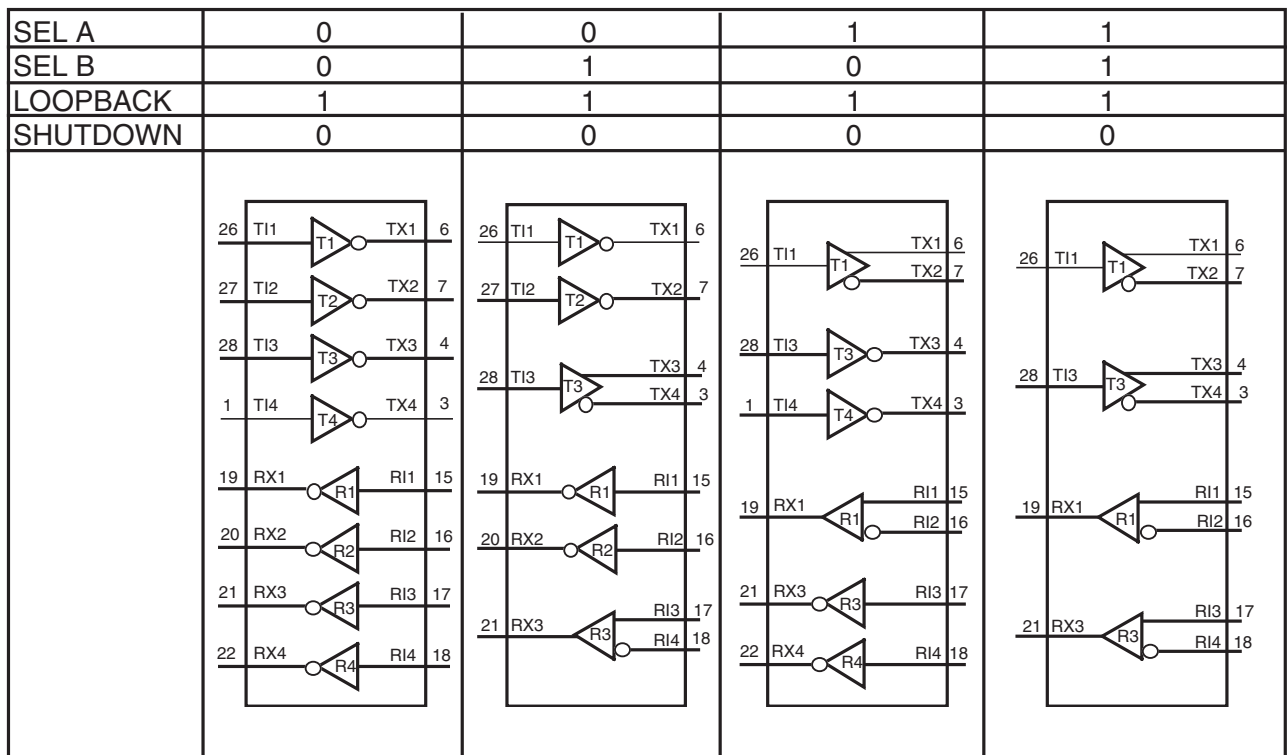 SEL A 0 0 1 1
SEL B 0 1 0 1
LOOPBACK 1 1 1 1
SHUTDOWN 0 0 0 0
26 TI1 T1 TX1 6
27 TI2 T2 TX2 7
28 TI3 T3 TX3 4
1 TI4 T4 TX4 3
19 RX1 R1 RI1 15
20 RX2 R2 RI2 16
21 RX3 R3 RI3 17
22 RX4 R4 RI4 18
26 TI1 T1 TX1 6
27 TI2 T2 TX2 7
28 TI3 T3 TX3 4
TX4 3
19 RX1 R1 RI1 15
20 RX2 R2 RI2 16
21 RX3 R3 RI3 17
RI4 18
26 TI1 T1 TX1 6
TX2 7
28 TI3 T3 TX3 4
1 TI4 T4 TX4 3
19 RX1 R1 RI1 15
RI2 16
21 RX3 R3 RI3 17
22 RX4 R4 RI4 18
26 TI1 T1 TX1 6
TX2 7
28 TI3 T3 TX3 4
TX4 3
19 RX1 R1 RI1 15
RI2 16
21 RX3 R3 RI3 17
RI4 18